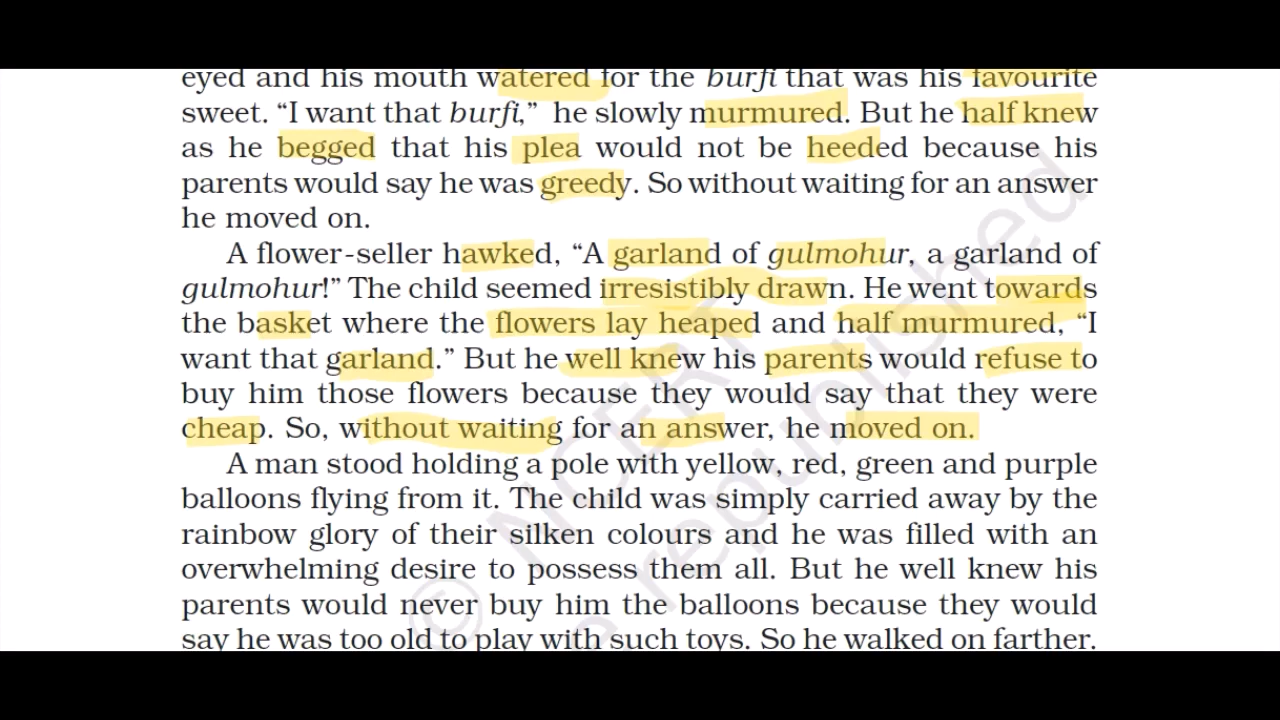 eyed and his mouth watered for the burfi that was his favourite
sweet. “I want that burfi,” he slowly murmured. But he half knew
as he begged that his plea would not be heeded because his
parents would say he was greedy. So without waiting for an answer
he moved on.
A flower-seller hawked, “A garland of gulmohur, a garland of
gulmohur!” The child seemed irresistibly drawn. He went towards
the basket where the flowers lay heaped and half murmured, “I
want that garland.” But he well knew his parents would refuse to
buy him those flowers because they would say that they were
cheap. So, without waiting for an answer, he moved on.
A man stood holding a pole with yellow, red, green and purple
balloons flying from it. The child was simply carried away by the
rainbow glory of their silken colours and he was filled with an
overwhelming desire to possess them all. But he well knew his
parents would never buy him the balloons because they would
say he was too old to play with such toys. So he walked on farther.
© NCERT
republished